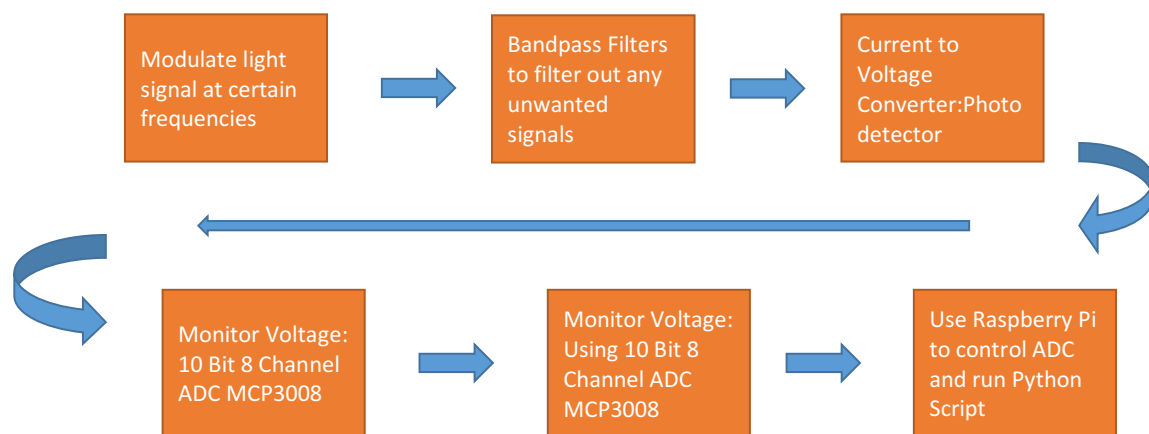 Modulate light
signal at certain
frequencies
Bandpass Filters
to filter out any
unwanted
signals
Current to
Voltage
Converter:Photo
detector
Monitor Voltage:
10 Bit 8 Channel
ADC MCP3008
Monitor Voltage:
Using 10 Bit 8
Channel ADC
MCP3008
Use Raspberry Pi
to control ADC
and run Python
Script